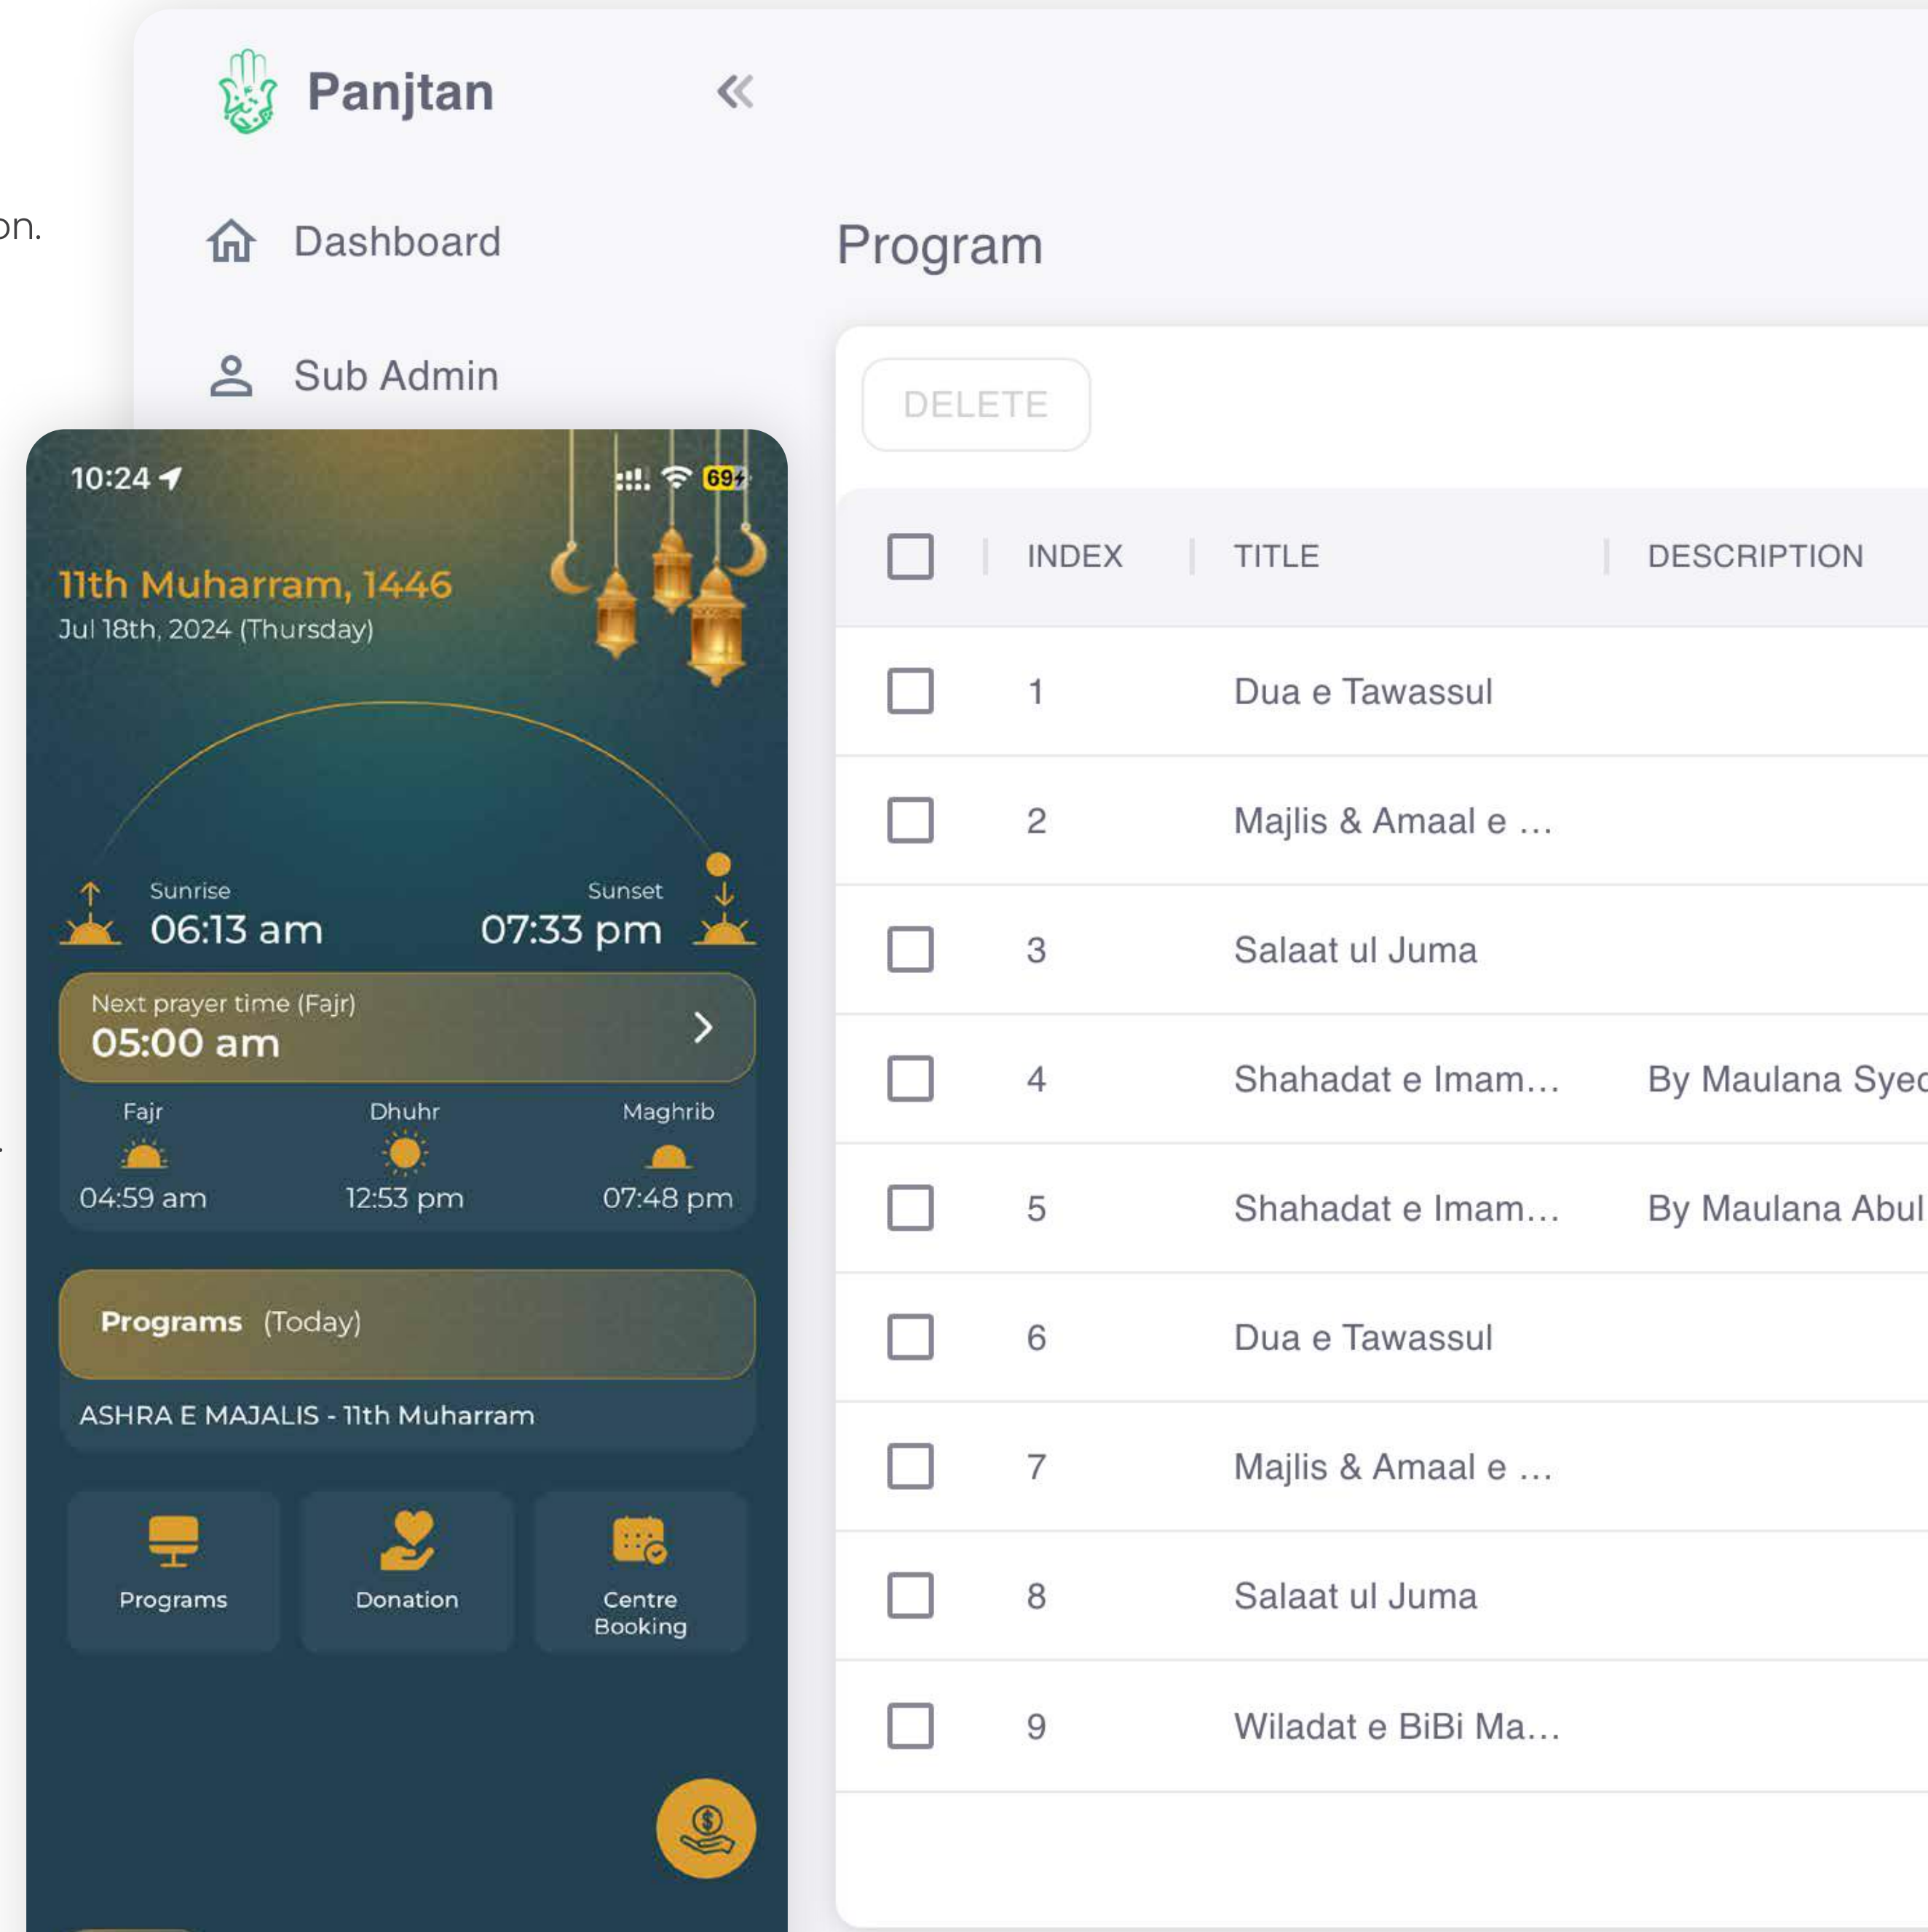 on.
.
Panjtan
Dashboard
Sub Admin
Program
DELETE
INDEX TITLE DESCRIPTION
1 Dua e Tawassul
2 Majlis & Amaal e ...
3 Salaat ul Juma
4 Shahadat e Imam... By Maulana Syed
5 Shahadat e Imam... By Maulana Abul
6 Dua e Tawassul
7 Majlis & Amaal e ...
8 Salaat ul Juma
9 Wiladat e BiBi Ma...
10:24 69
11th Muharram, 1446
Jul 18th, 2024 (Thursday)
Sunrise Sunset
06:13 am 07:33 pm
Next prayer time (Fajr)
05:00 am
Fajr Dhuhr Maghrib
04:59 am 12:53 pm 07:48 pm
Programs (Today)
ASHRA E MAJALIS - 11th Muharram
Programs Donation Centre
Booking
$